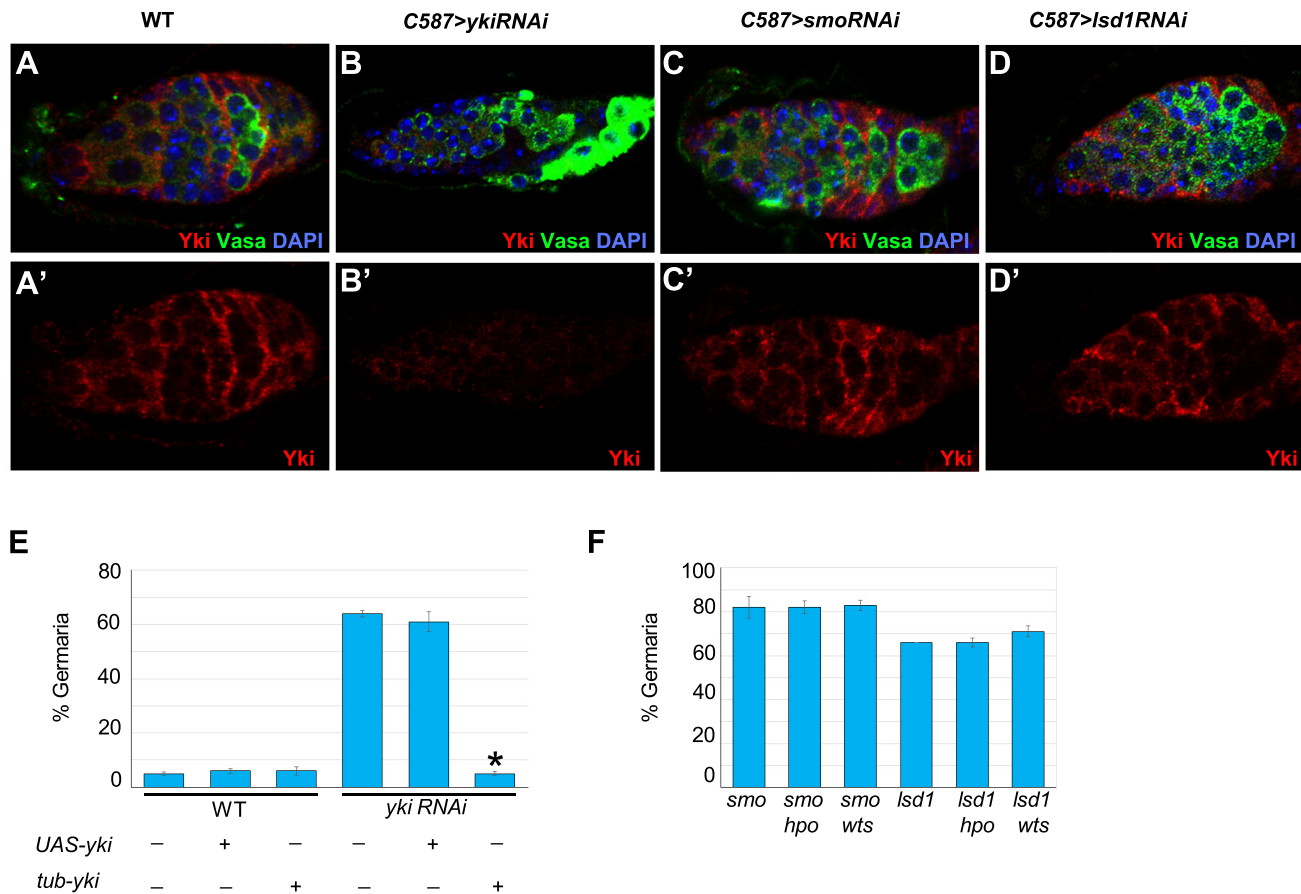 WT
C587>ykiRNAi
C587>smoRNAi
C587>lsd1RNAi
A
B
C
D
Yki Vasa DAPI
Yki Vasa DAPI
Yki Vasa DAPI
Yki Vasa DAPI
A’
B’
C’
D’
Yki
Yki
Yki
Yki
E
% Germaria
80
60
40
20
0
*
WT
yki RNAi
UAS-yki – + – – + –
tub-yki – – + – – +
F
% Germaria
100
80
60
40
20
0
smo
smo
hpo
smo
wts
lsd1
lsd1
hpo
lsd1
wts